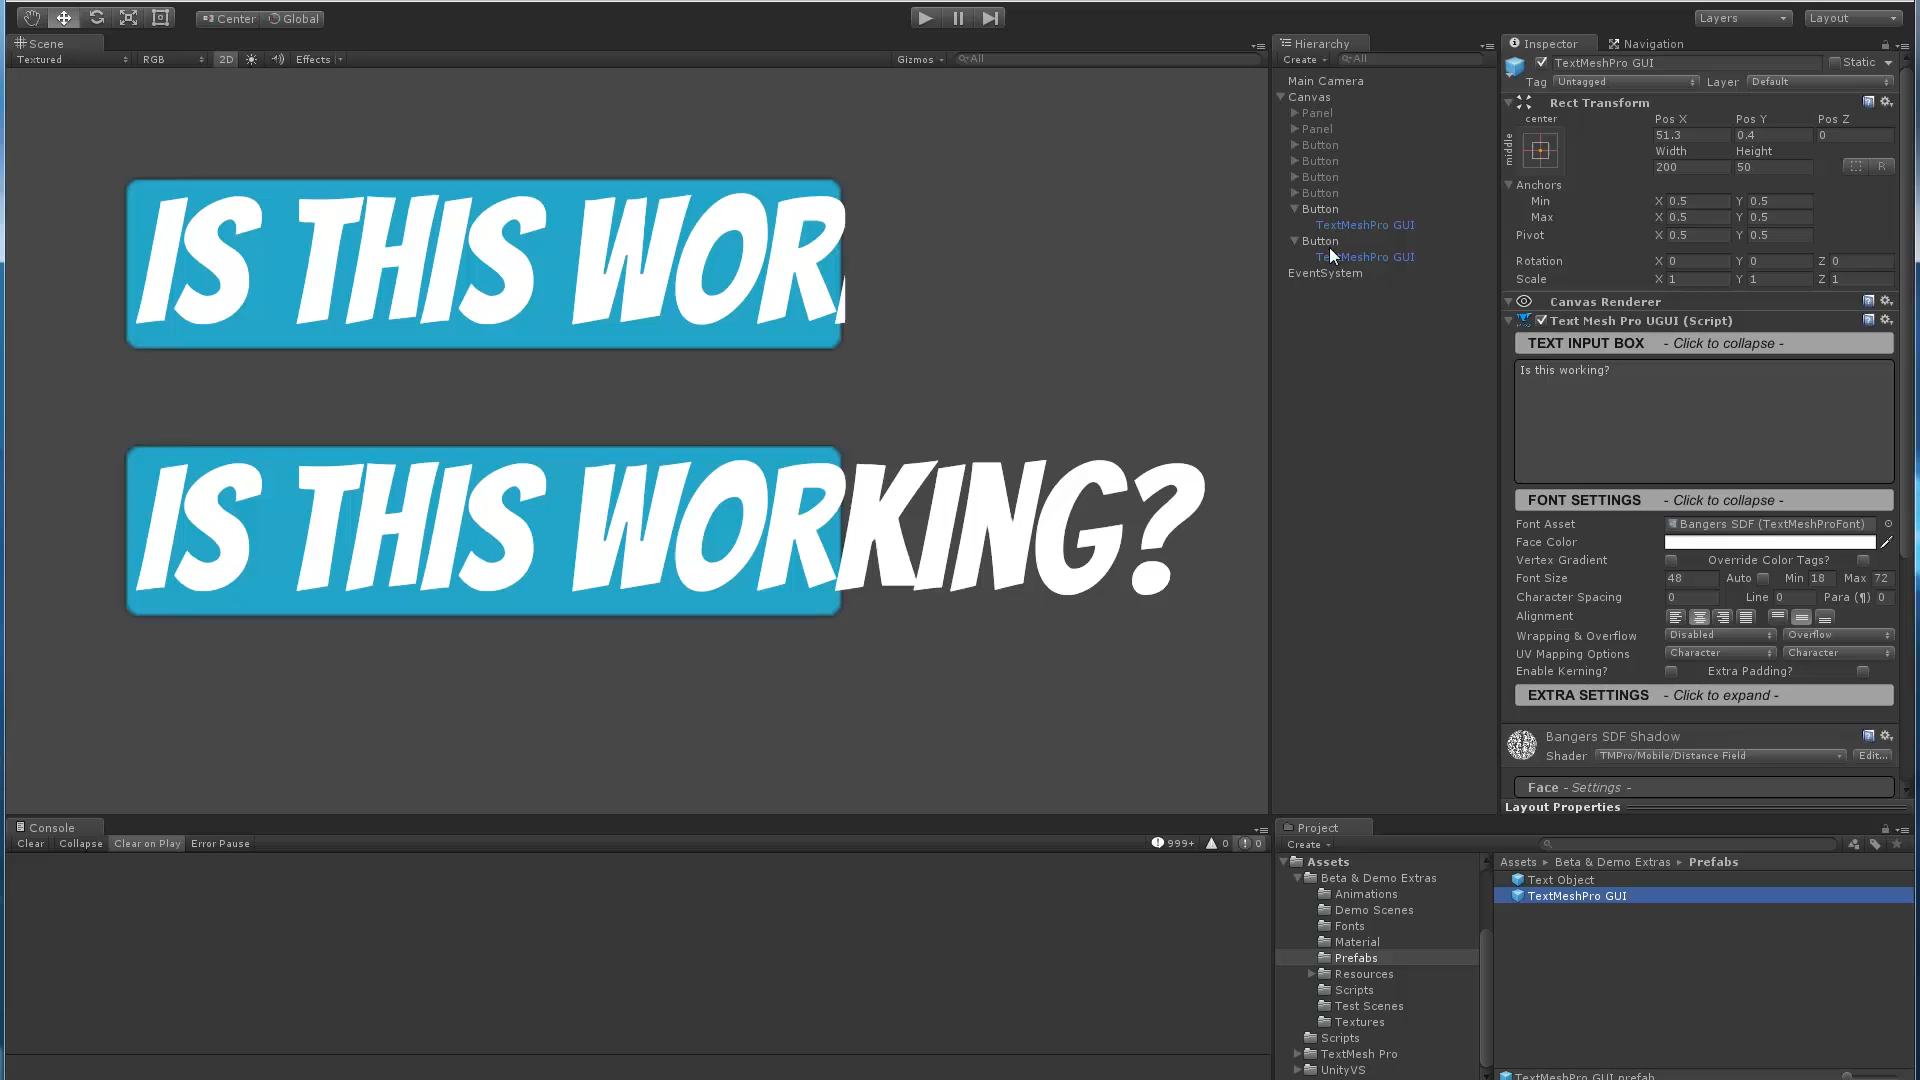 Center Global Layers Layout
Scene Hierarchy Inspector Navigation
Textured RGB 2D Effects Gizmos All Create All TextMeshPro GUI Static
Tag Untagged Layer Default
Main Camera
Canvas
Panel
Panel
Button
Button
Button
Button
Button
TextMeshPro GUI
Button
TextMeshPro GUI
EventSystem
Rect Transform
center Pos X Pos Y Pos Z
middle 51.3 0.4 0
Width Height
200 50 R
Anchors
Min X 0.5 Y 0.5
Max X 0.5 Y 0.5
Pivot X 0.5 Y 0.5
Rotation X 0 Y 0 Z 0
Scale X 1 Y 1 Z 1
Canvas Renderer
Text Mesh Pro UGUI (Script)
TEXT INPUT BOX - Click to collapse -
Is this working?
FONT SETTINGS - Click to collapse -
Font Asset Bangers SDF (TextMeshProFont)
Face Color
Vertex Gradient Override Color Tags?
Font Size 48 Auto Min 18 Max 72
Character Spacing 0 Line 0 Para (¶) 0
Alignment
Wrapping & Overflow Disabled Overflow
UV Mapping Options Character Character
Enable Kerning? Extra Padding?
EXTRA SETTINGS - Click to expand -
Bangers SDF Shadow
Shader TMPro/Mobile/Distance Field Edit...
Face - Settings -
Layout Properties
IS THIS WOR
IS THIS WORKING?
Console
Clear Collapse Clear on Play Error Pause 999+ 0 0
Project
Create
Assets
Beta & Demo Extras
Animations
Demo Scenes
Fonts
Material
Prefabs
Resources
Scripts
Test Scenes
Textures
Scripts
TextMesh Pro
UnityVS
Assets Beta & Demo Extras Prefabs
Text Object
TextMeshPro GUI
TextMeshPro GUI.prefab